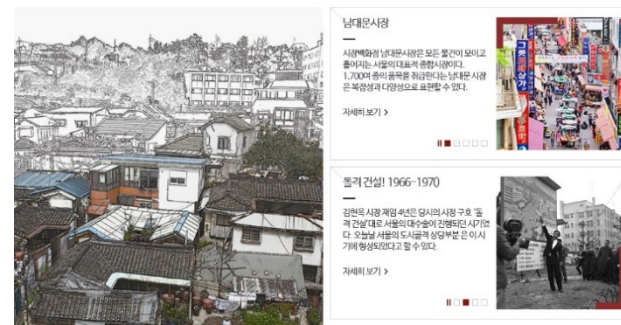 남대문시장
시장백화점 남대문시장은 모든 물건이 모이고
흩어지는 서울의 대표적 종합시장이다.
1,700여 종의 품목을 취급한다는 남대문 시장
은 복잡성과 다양성으로 표현할 수 있다.
자세히 보기 >
돌격 건설! 1966-1970
김현옥 시장 재임 4년은 당시의 시정 구호 '돌
격 건설'대로 서울의 대수술이 진행되던 시기였
다. 오늘날 서울의 도시골격 상당부분 은 이 시
기에 형성되었다고 할 수 있다.
자세히 보기 >